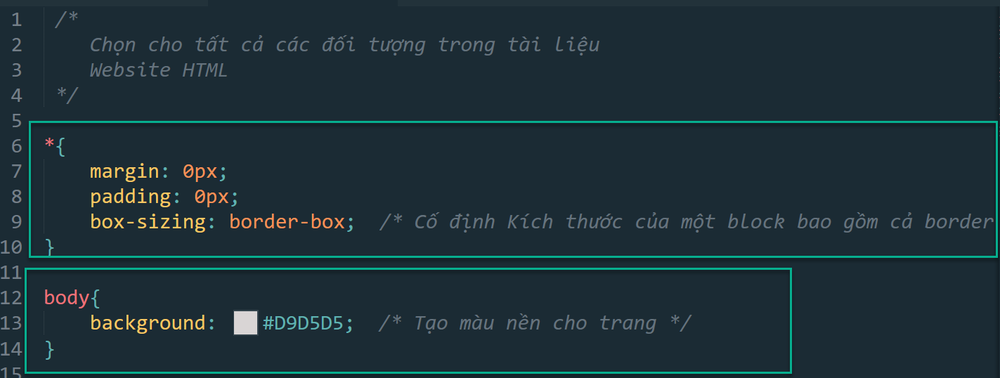 1 /*
2 Chọn cho tất cả các đối tượng trong tài liệu
3 Website HTML
4 */
5
6 *{
7 margin: 0px;
8 padding: 0px;
9 box-sizing: border-box; /* Cố định Kích thước của một block bao gồm cả border
10 }
11
12 body{
13 background: #D9D5D5; /* Tạo màu nền cho trang */
14 }
15